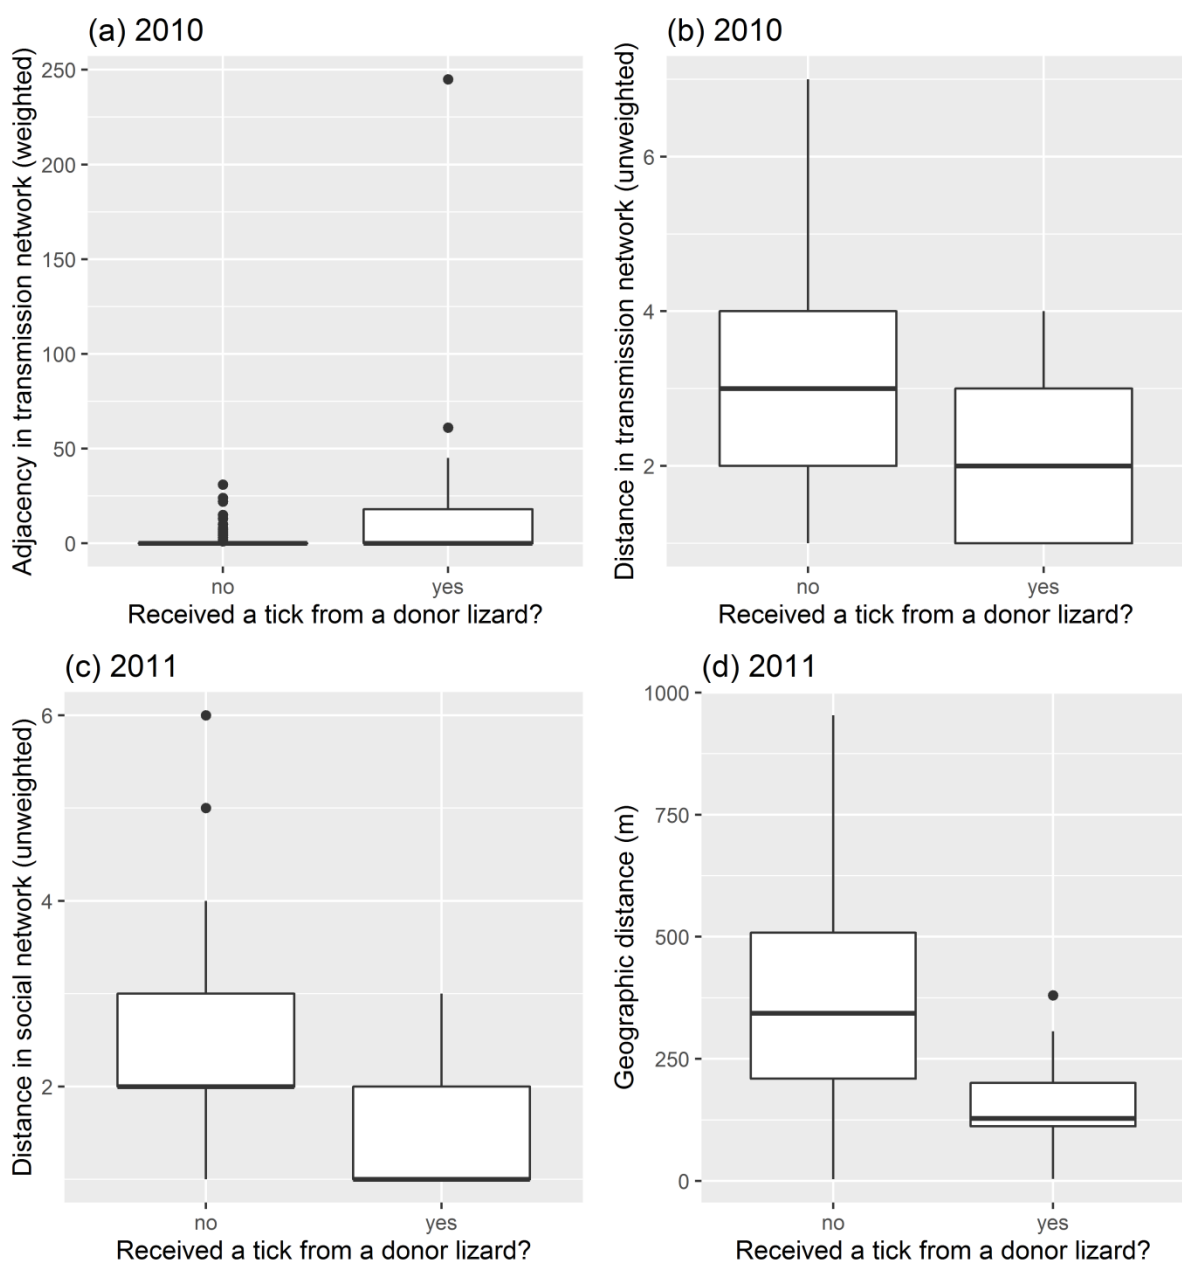 (a) 2010
Adjacency in transmission network (weighted)
250
200
150
100
50
0
no
yes
Received a tick from a donor lizard?
(b) 2010
Distance in transmission network (unweighted)
6
4
2
no
yes
Received a tick from a donor lizard?
(c) 2011
Distance in social network (unweighted)
6
4
2
no
yes
Received a tick from a donor lizard?
(d) 2011
Geographic distance (m)
1000
750
500
250
0
no
yes
Received a tick from a donor lizard?